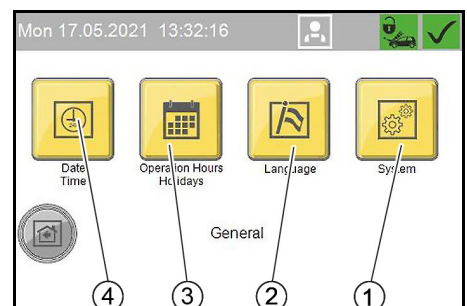 Mon 17.05.2021 13:32:16
Date
Time
Operation Hours
Holidays
Language
System
General
4
3
2
1